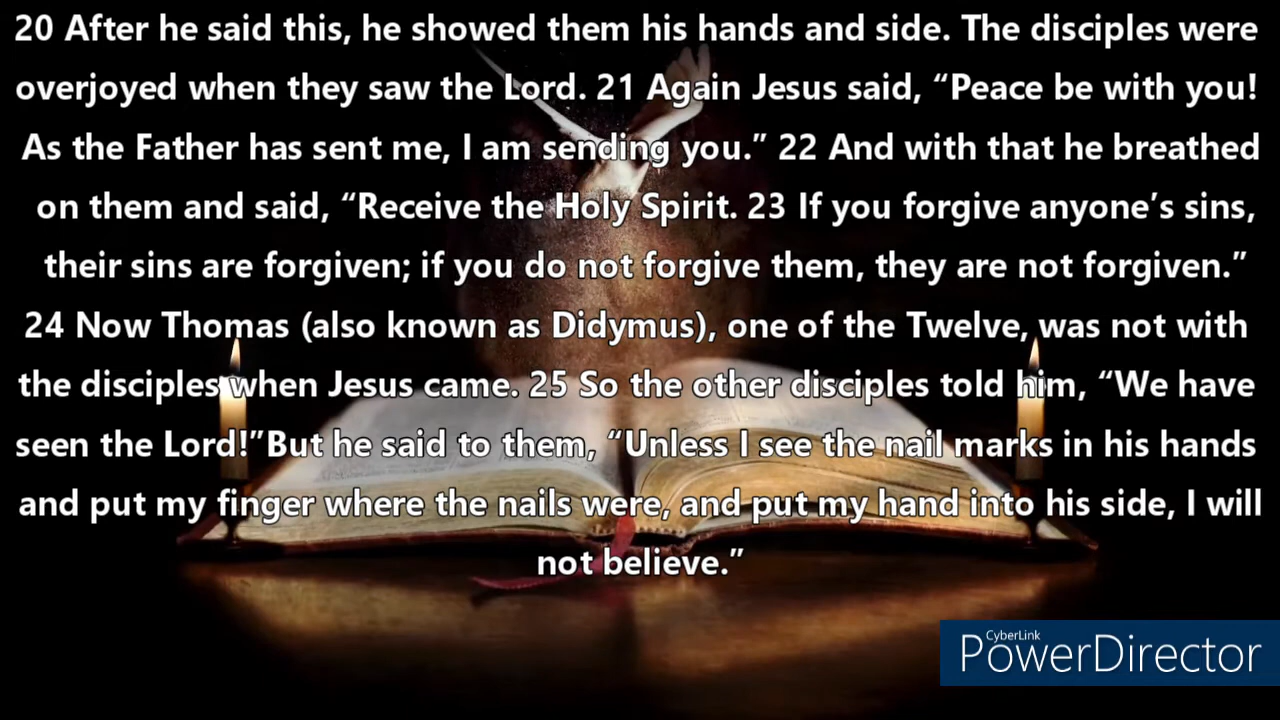 20 After he said this, he showed them his hands and side. The disciples were
overjoyed when they saw the Lord. 21 Again Jesus said, “Peace be with you!
As the Father has sent me, I am sending you.” 22 And with that he breathed
on them and said, “Receive the Holy Spirit. 23 If you forgive anyone’s sins,
their sins are forgiven; if you do not forgive them, they are not forgiven.”
24 Now Thomas (also known as Didymus), one of the Twelve, was not with
the disciples when Jesus came. 25 So the other disciples told him, “We have
seen the Lord!”But he said to them, “Unless I see the nail marks in his hands
and put my finger where the nails were, and put my hand into his side, I will
not believe.”
CyberLink
PowerDirector